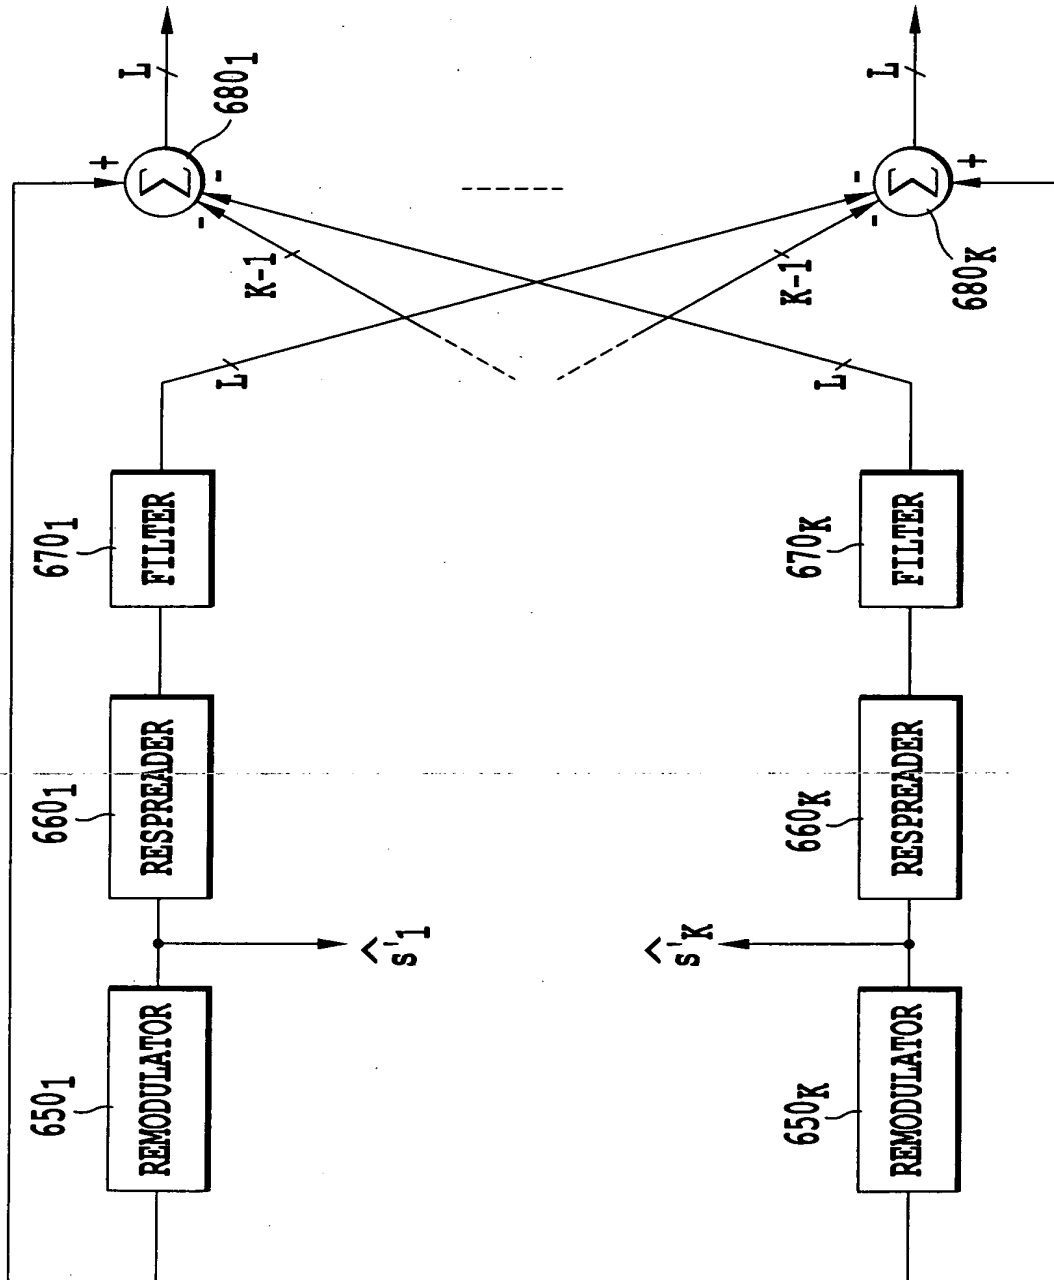 L
680₁
+
-
-
K-1
L
670₁
FILTER
660₁
RESPREADER
ŝ'₁
650₁
REMODULATOR
L
680K
+
-
-
K-1
L
670K
FILTER
660K
RESPREADER
ŝ'K
650K
REMODULATOR
Σ
Σ